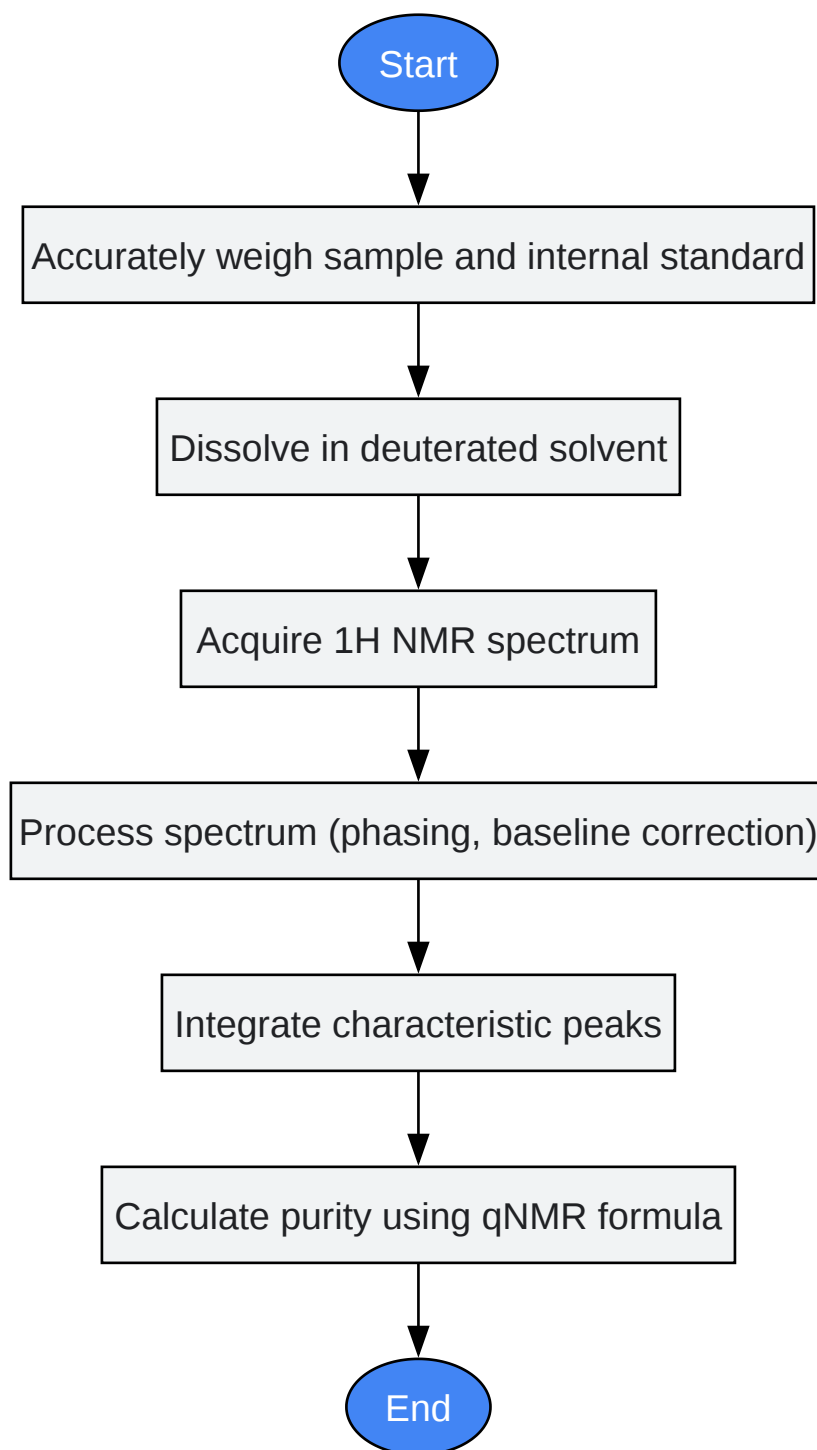 Start
Accurately weigh sample and internal standard
Dissolve in deuterated solvent
Acquire 1H NMR spectrum
Process spectrum (phasing, baseline correction)
Integrate characteristic peaks
Calculate purity using qNMR formula
End